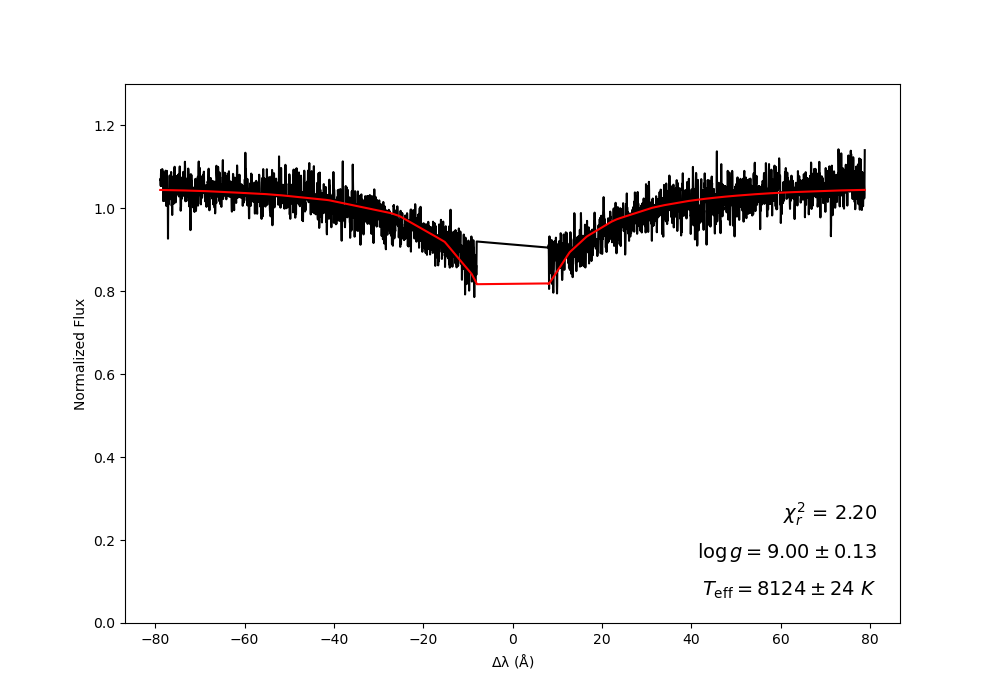 1.2
1.0
0.8
0.6
0.4
0.2
0.0
Normalized Flux
χ²ᵣ = 2.20
log g = 9.00 ± 0.13
T_eff = 8124 ± 24 K
−80 −60 −40 −20 0 20 40 60 80
Δλ (Å)